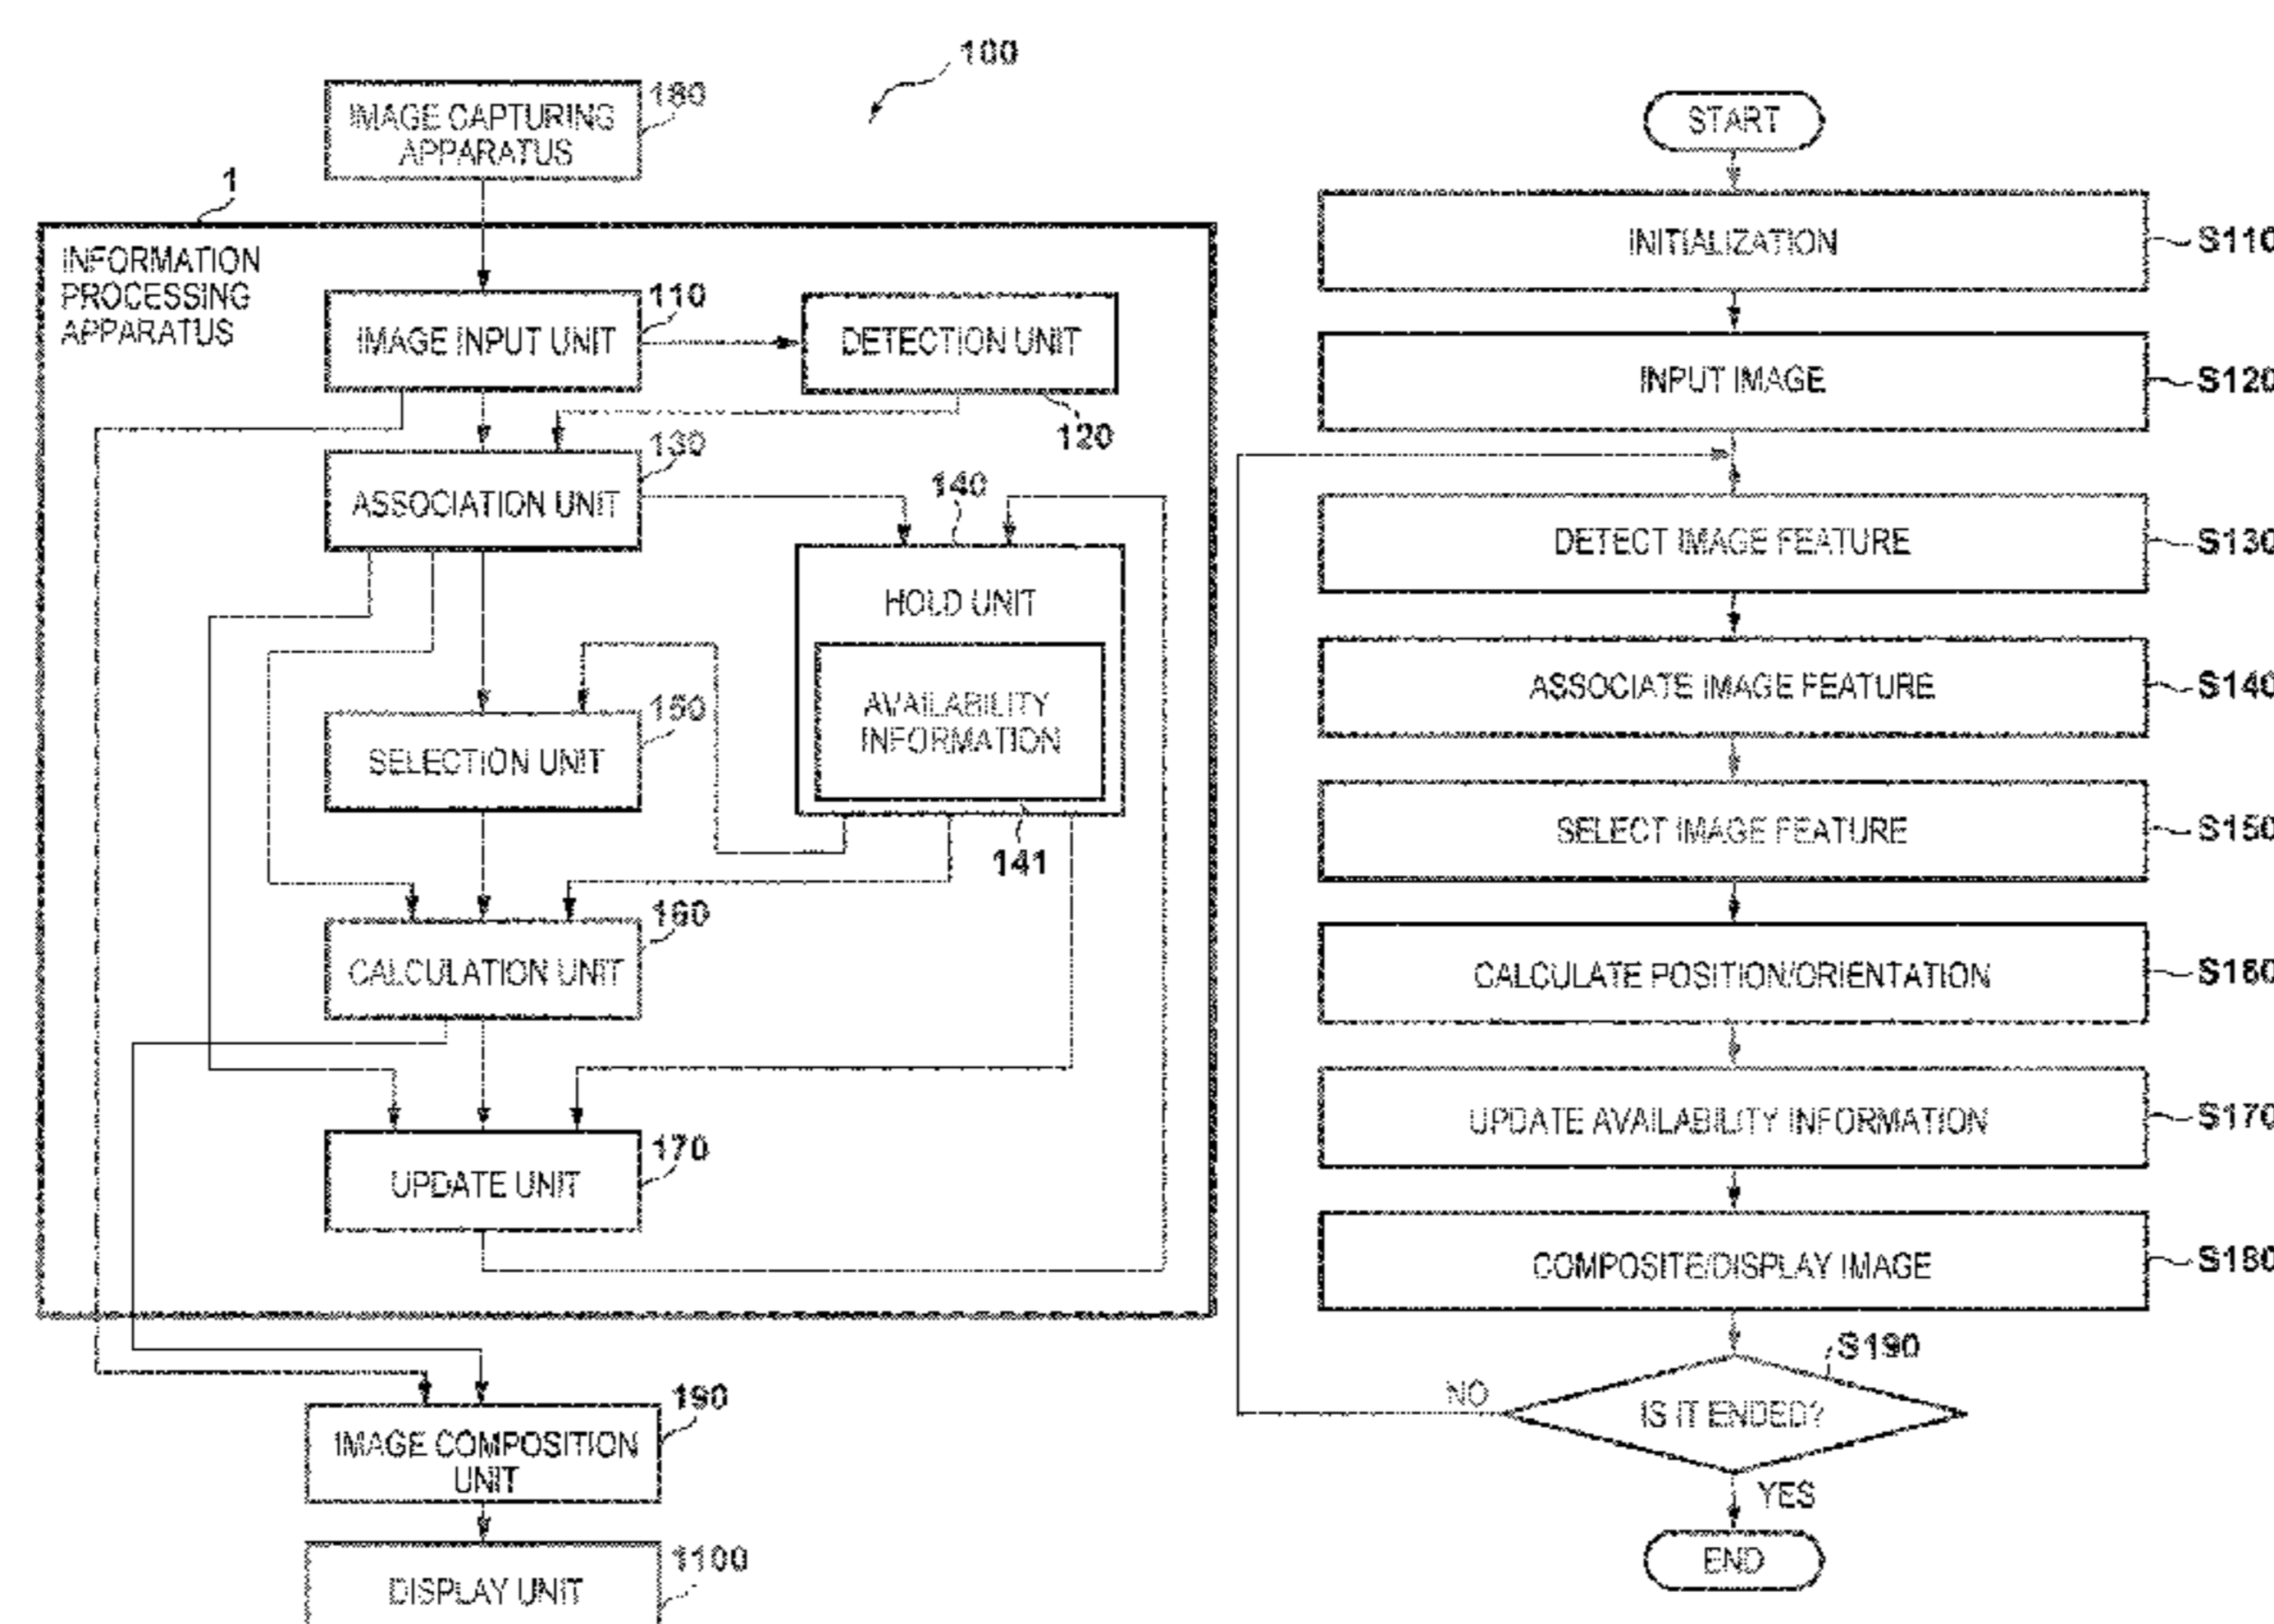 100
IMAGE CAPTURING
APPARATUS
180
1
INFORMATION
PROCESSING
APPARATUS
IMAGE INPUT UNIT
110
DETECTION UNIT
120
130
ASSOCIATION UNIT
140
HOLD UNIT
AVAILABILITY
INFORMATION
141
150
SELECTION UNIT
160
CALCULATION UNIT
170
UPDATE UNIT
190
IMAGE COMPOSITION
UNIT
1100
DISPLAY UNIT
START
INITIALIZATION
S110
INPUT IMAGE
S120
DETECT IMAGE FEATURE
S130
ASSOCIATE IMAGE FEATURE
S140
SELECT IMAGE FEATURE
S150
CALCULATE POSITION/ORIENTATION
S160
UPDATE AVAILABILITY INFORMATION
S170
COMPOSITE/DISPLAY IMAGE
S180
S190
IS IT ENDED?
NO
YES
END